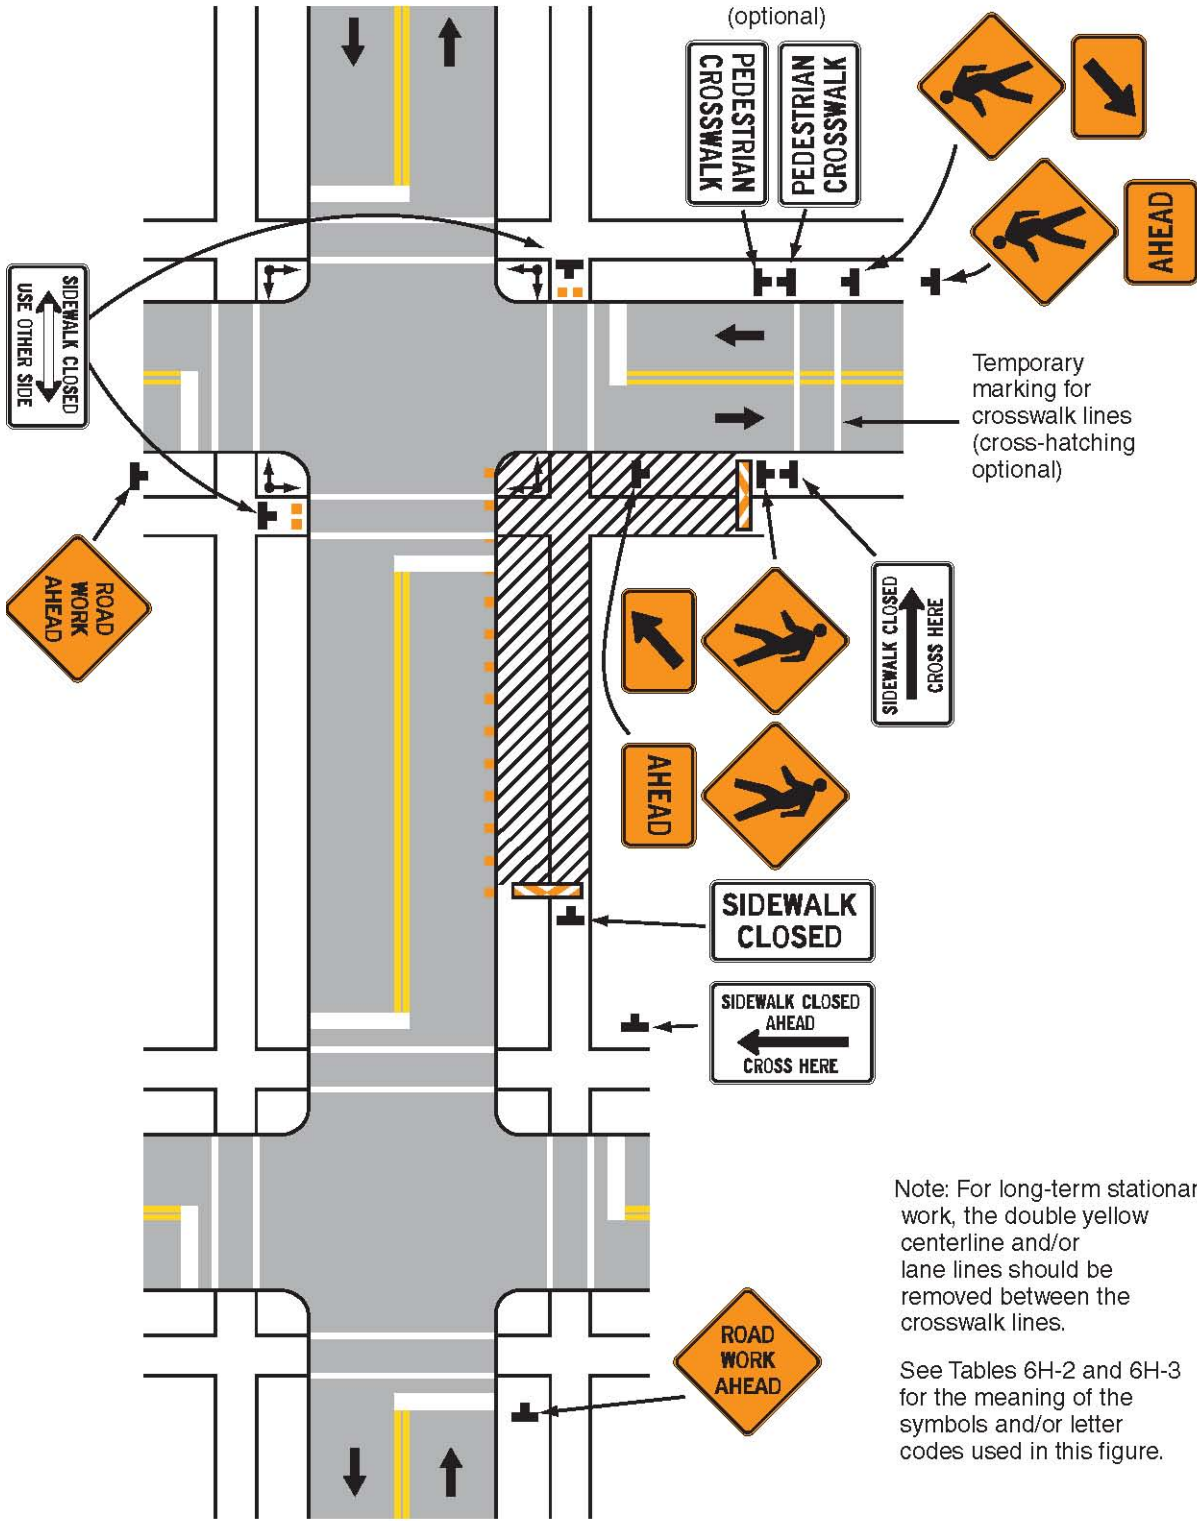 (optional)
PEDESTRIAN
CROSSWALK
PEDESTRIAN
CROSSWALK
AHEAD
SIDEWALK CLOSED
USE OTHER SIDE
Temporary
marking for
crosswalk lines
(cross-hatching
optional)
ROAD
WORK
AHEAD
SIDEWALK CLOSED
CROSS HERE
AHEAD
SIDEWALK
CLOSED
SIDEWALK CLOSED
AHEAD
CROSS HERE
Note: For long-term stationar
work, the double yellow
centerline and/or
lane lines should be
removed between the
crosswalk lines.
ROAD
WORK
AHEAD
See Tables 6H-2 and 6H-3
for the meaning of the
symbols and/or letter
codes used in this figure.